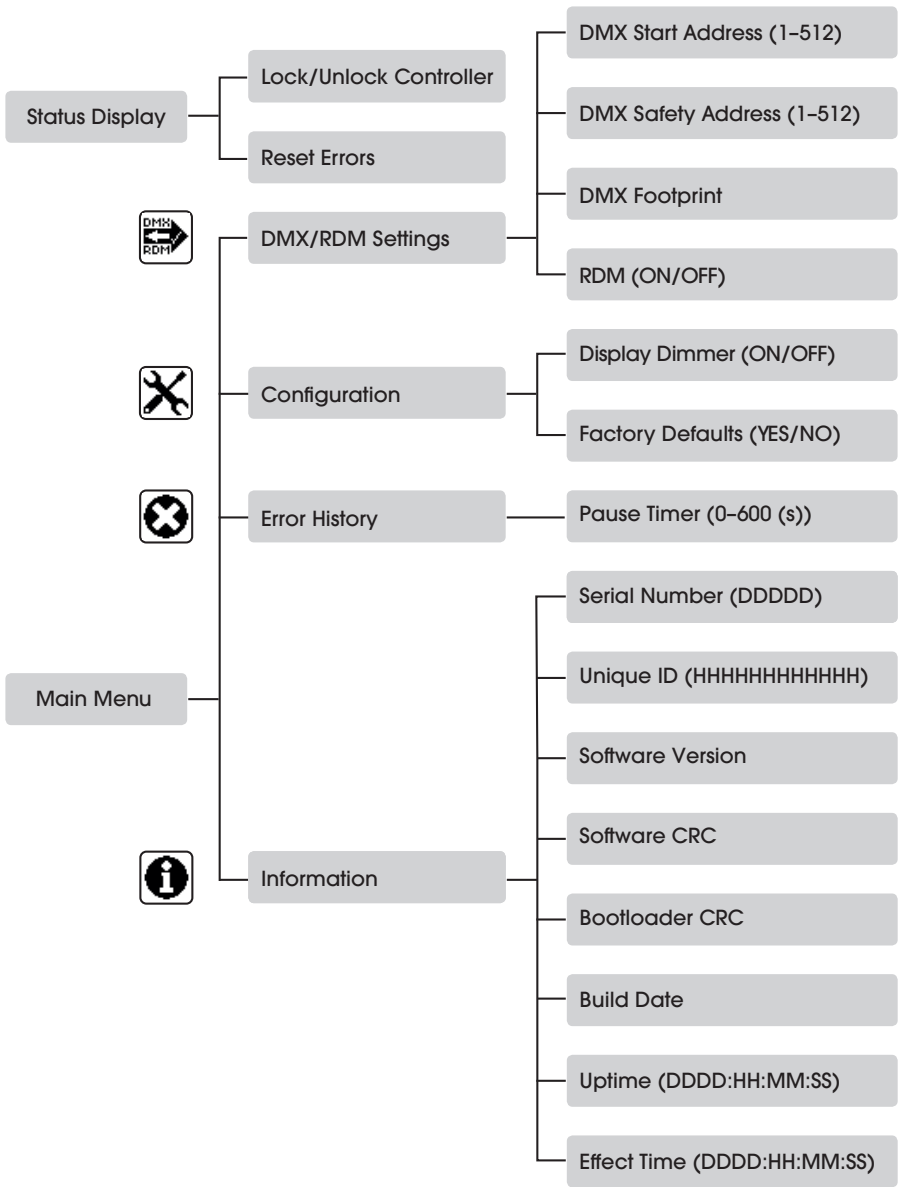 Status Display
Lock/Unlock Controller
Reset Errors
Main Menu
DMX
RDM
DMX/RDM Settings
DMX Start Address (1–512)
DMX Safety Address (1–512)
DMX Footprint
RDM (ON/OFF)
Configuration
Display Dimmer (ON/OFF)
Factory Defaults (YES/NO)
Error History
Pause Timer (0–600 (s))
Information
Serial Number (DDDDD)
Unique ID (HHHHHHHHHHHH)
Software Version
Software CRC
Bootloader CRC
Build Date
Uptime (DDDD:HH:MM:SS)
Effect Time (DDDD:HH:MM:SS)